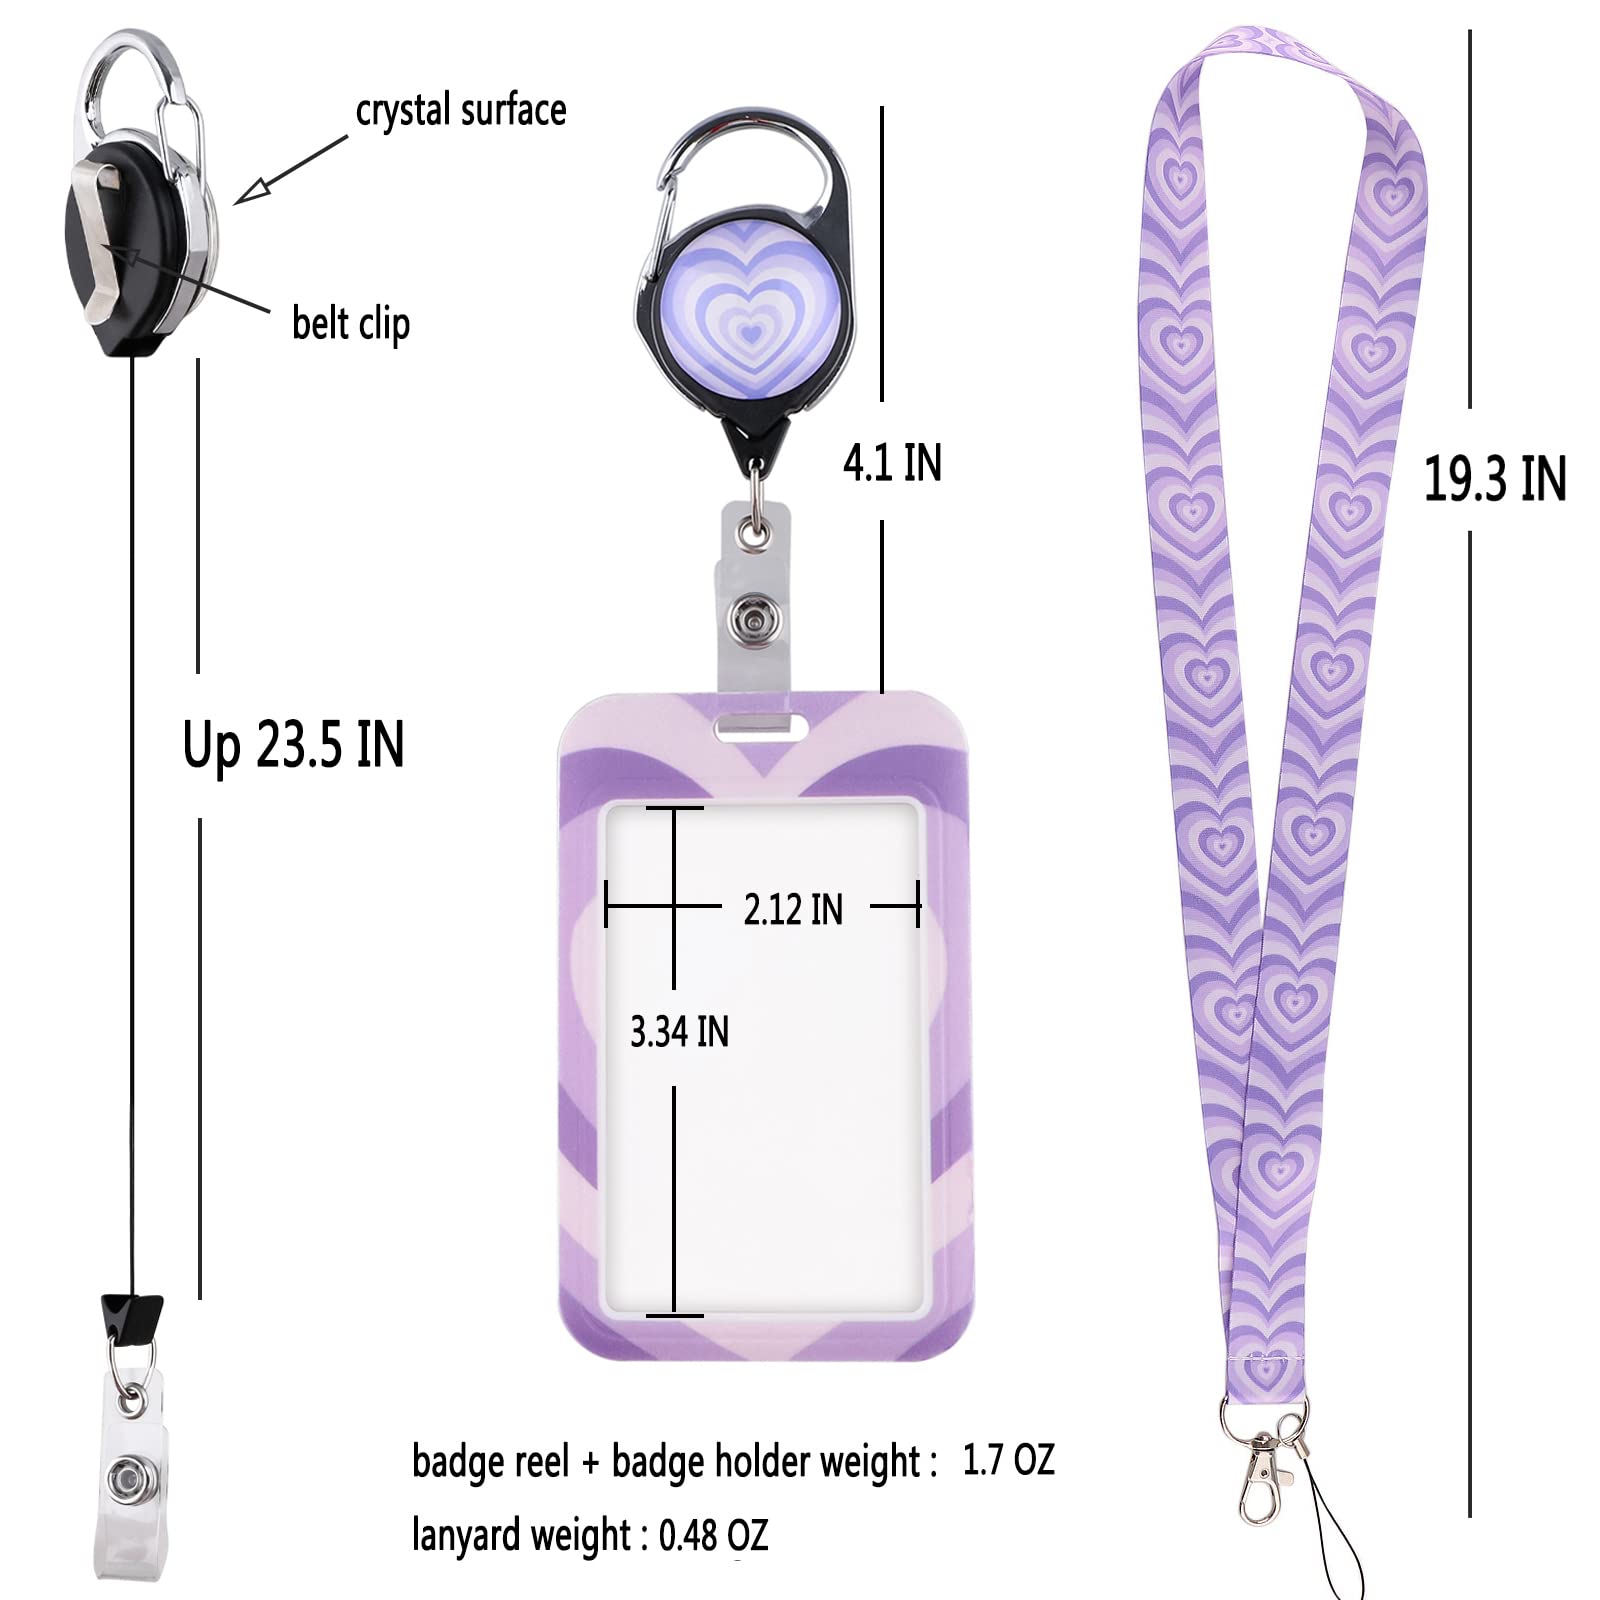 crystal surface
belt clip
Up 23.5 IN
4.1 IN
19.3 IN
2.12 IN
3.34 IN
badge reel + badge holder weight : 1.7 OZ
lanyard weight : 0.48 OZ